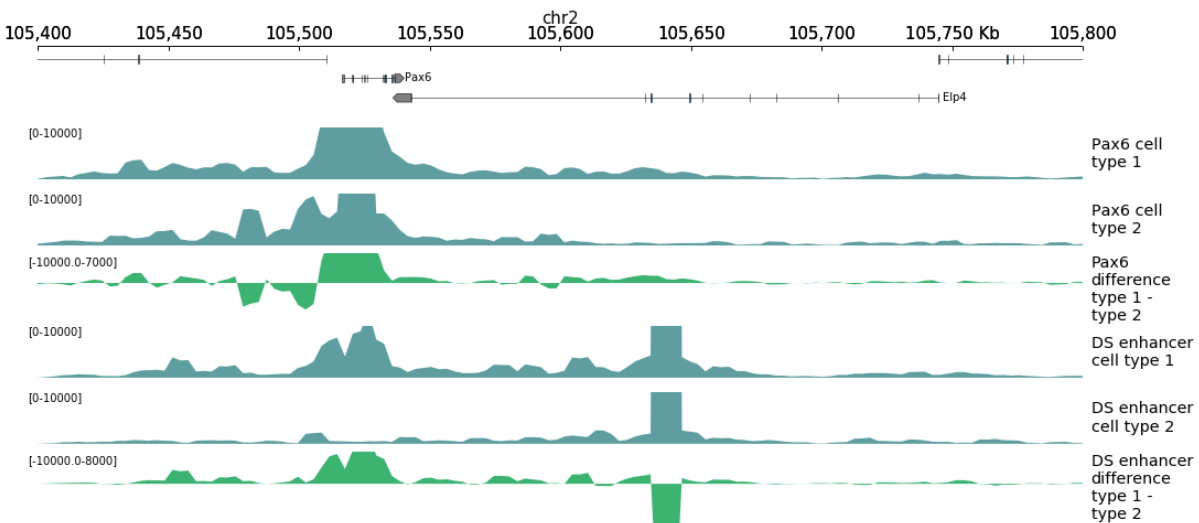 chr2
105,400 105,450 105,500 105,550 105,600 105,650 105,700 105,750 Kb 105,800
Pax6
Elp4
[0-10000]
Pax6 cell
type 1
[0-10000]
Pax6 cell
type 2
[-10000.0-7000]
Pax6
difference
type 1 -
type 2
[0-10000]
DS enhancer
cell type 1
[0-10000]
DS enhancer
cell type 2
[-10000.0-8000]
DS enhancer
difference
type 1 -
type 2